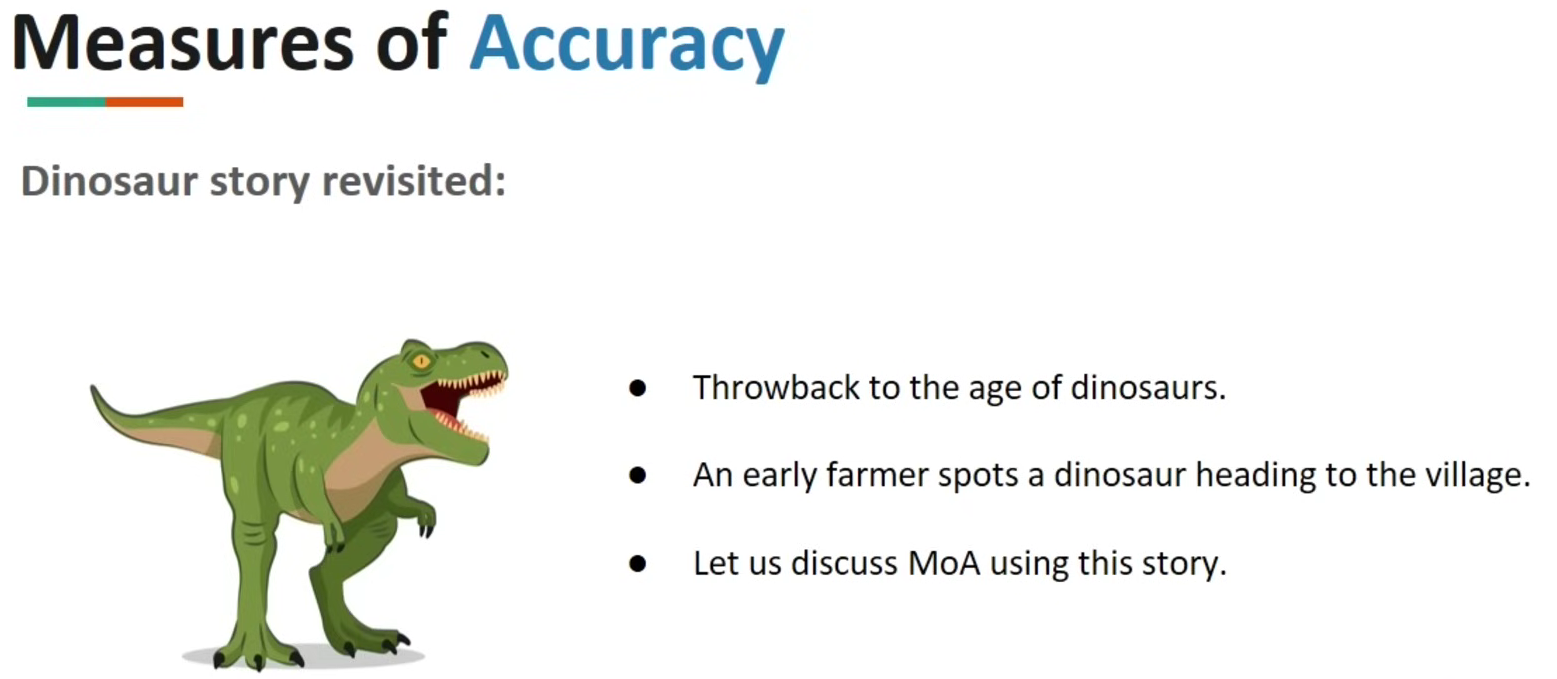 Measures of Accuracy
Dinosaur story revisited:
● Throwback to the age of dinosaurs.
● An early farmer spots a dinosaur heading to the village.
● Let us discuss MoA using this story.